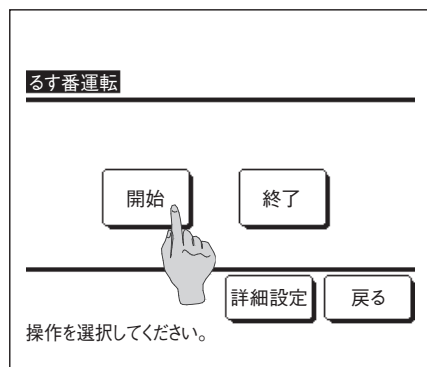 るす番運転
開始 終了
詳細設定 戻る
操作を選択してください。